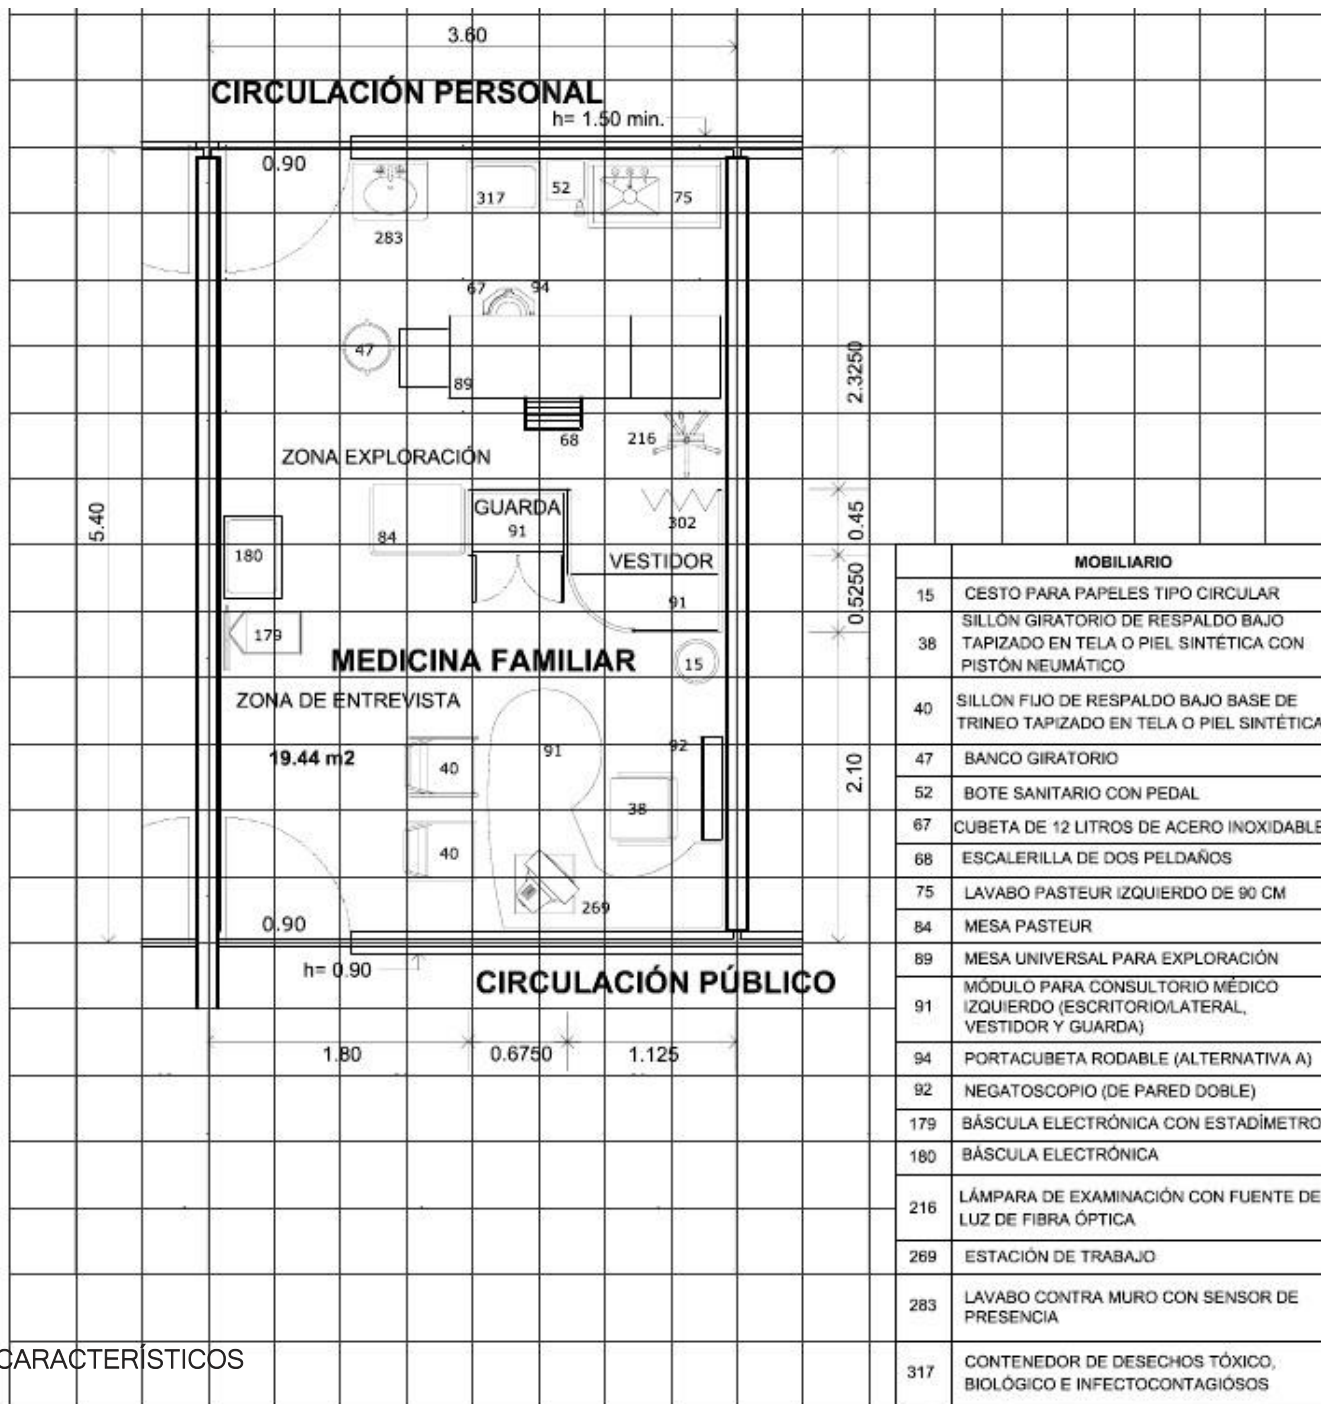 3.60
CIRCULACIÓN PERSONAL
h= 1.50 min.
0.90
283
317
52
75
67
94
47
89
68
216
2.3250
ZONA EXPLORACIÓN
5.40
GUARDA
91
84
302
0.45
180
VESTIDOR
91
0.5250
179
MEDICINA FAMILIAR
15
ZONA DE ENTREVISTA
19.44 m2
91
92
40
38
2.10
40
269
0.90
h= 0.90
CIRCULACIÓN PÚBLICO
1.80
0.6750
1.125
MOBILIARIO
15 CESTO PARA PAPELES TIPO CIRCULAR
38 SILLÓN GIRATORIO DE RESPALDO BAJO
TAPIZADO EN TELA O PIEL SINTÉTICA CON
PISTÓN NEUMÁTICO
40 SILLON FIJO DE RESPALDO BAJO BASE DE
TRINEO TAPIZADO EN TELA O PIEL SINTÉTICA
47 BANCO GIRATORIO
52 BOTE SANITARIO CON PEDAL
67 CUBETA DE 12 LITROS DE ACERO INOXIDABLE
68 ESCALERILLA DE DOS PELDAÑOS
75 LAVABO PASTEUR IZQUIERDO DE 90 CM
84 MESA PASTEUR
89 MESA UNIVERSAL PARA EXPLORACIÓN
91 MÓDULO PARA CONSULTORIO MÉDICO
IZQUIERDO (ESCRITORIO/LATERAL,
VESTIDOR Y GUARDA)
94 PORTACUBETA RODABLE (ALTERNATIVA A)
92 NEGATOSCOPIO (DE PARED DOBLE)
179 BÁSCULA ELECTRÓNICA CON ESTADÍMETRO
180 BÁSCULA ELECTRÓNICA
216 LÁMPARA DE EXAMINACIÓN CON FUENTE DE
LUZ DE FIBRA ÓPTICA
269 ESTACIÓN DE TRABAJO
283 LAVABO CONTRA MURO CON SENSOR DE
PRESENCIA
317 CONTENEDOR DE DESECHOS TÓXICO,
BIOLÓGICO E INFECTOCONTAGIÓSOS
CARACTERÍSTICOS